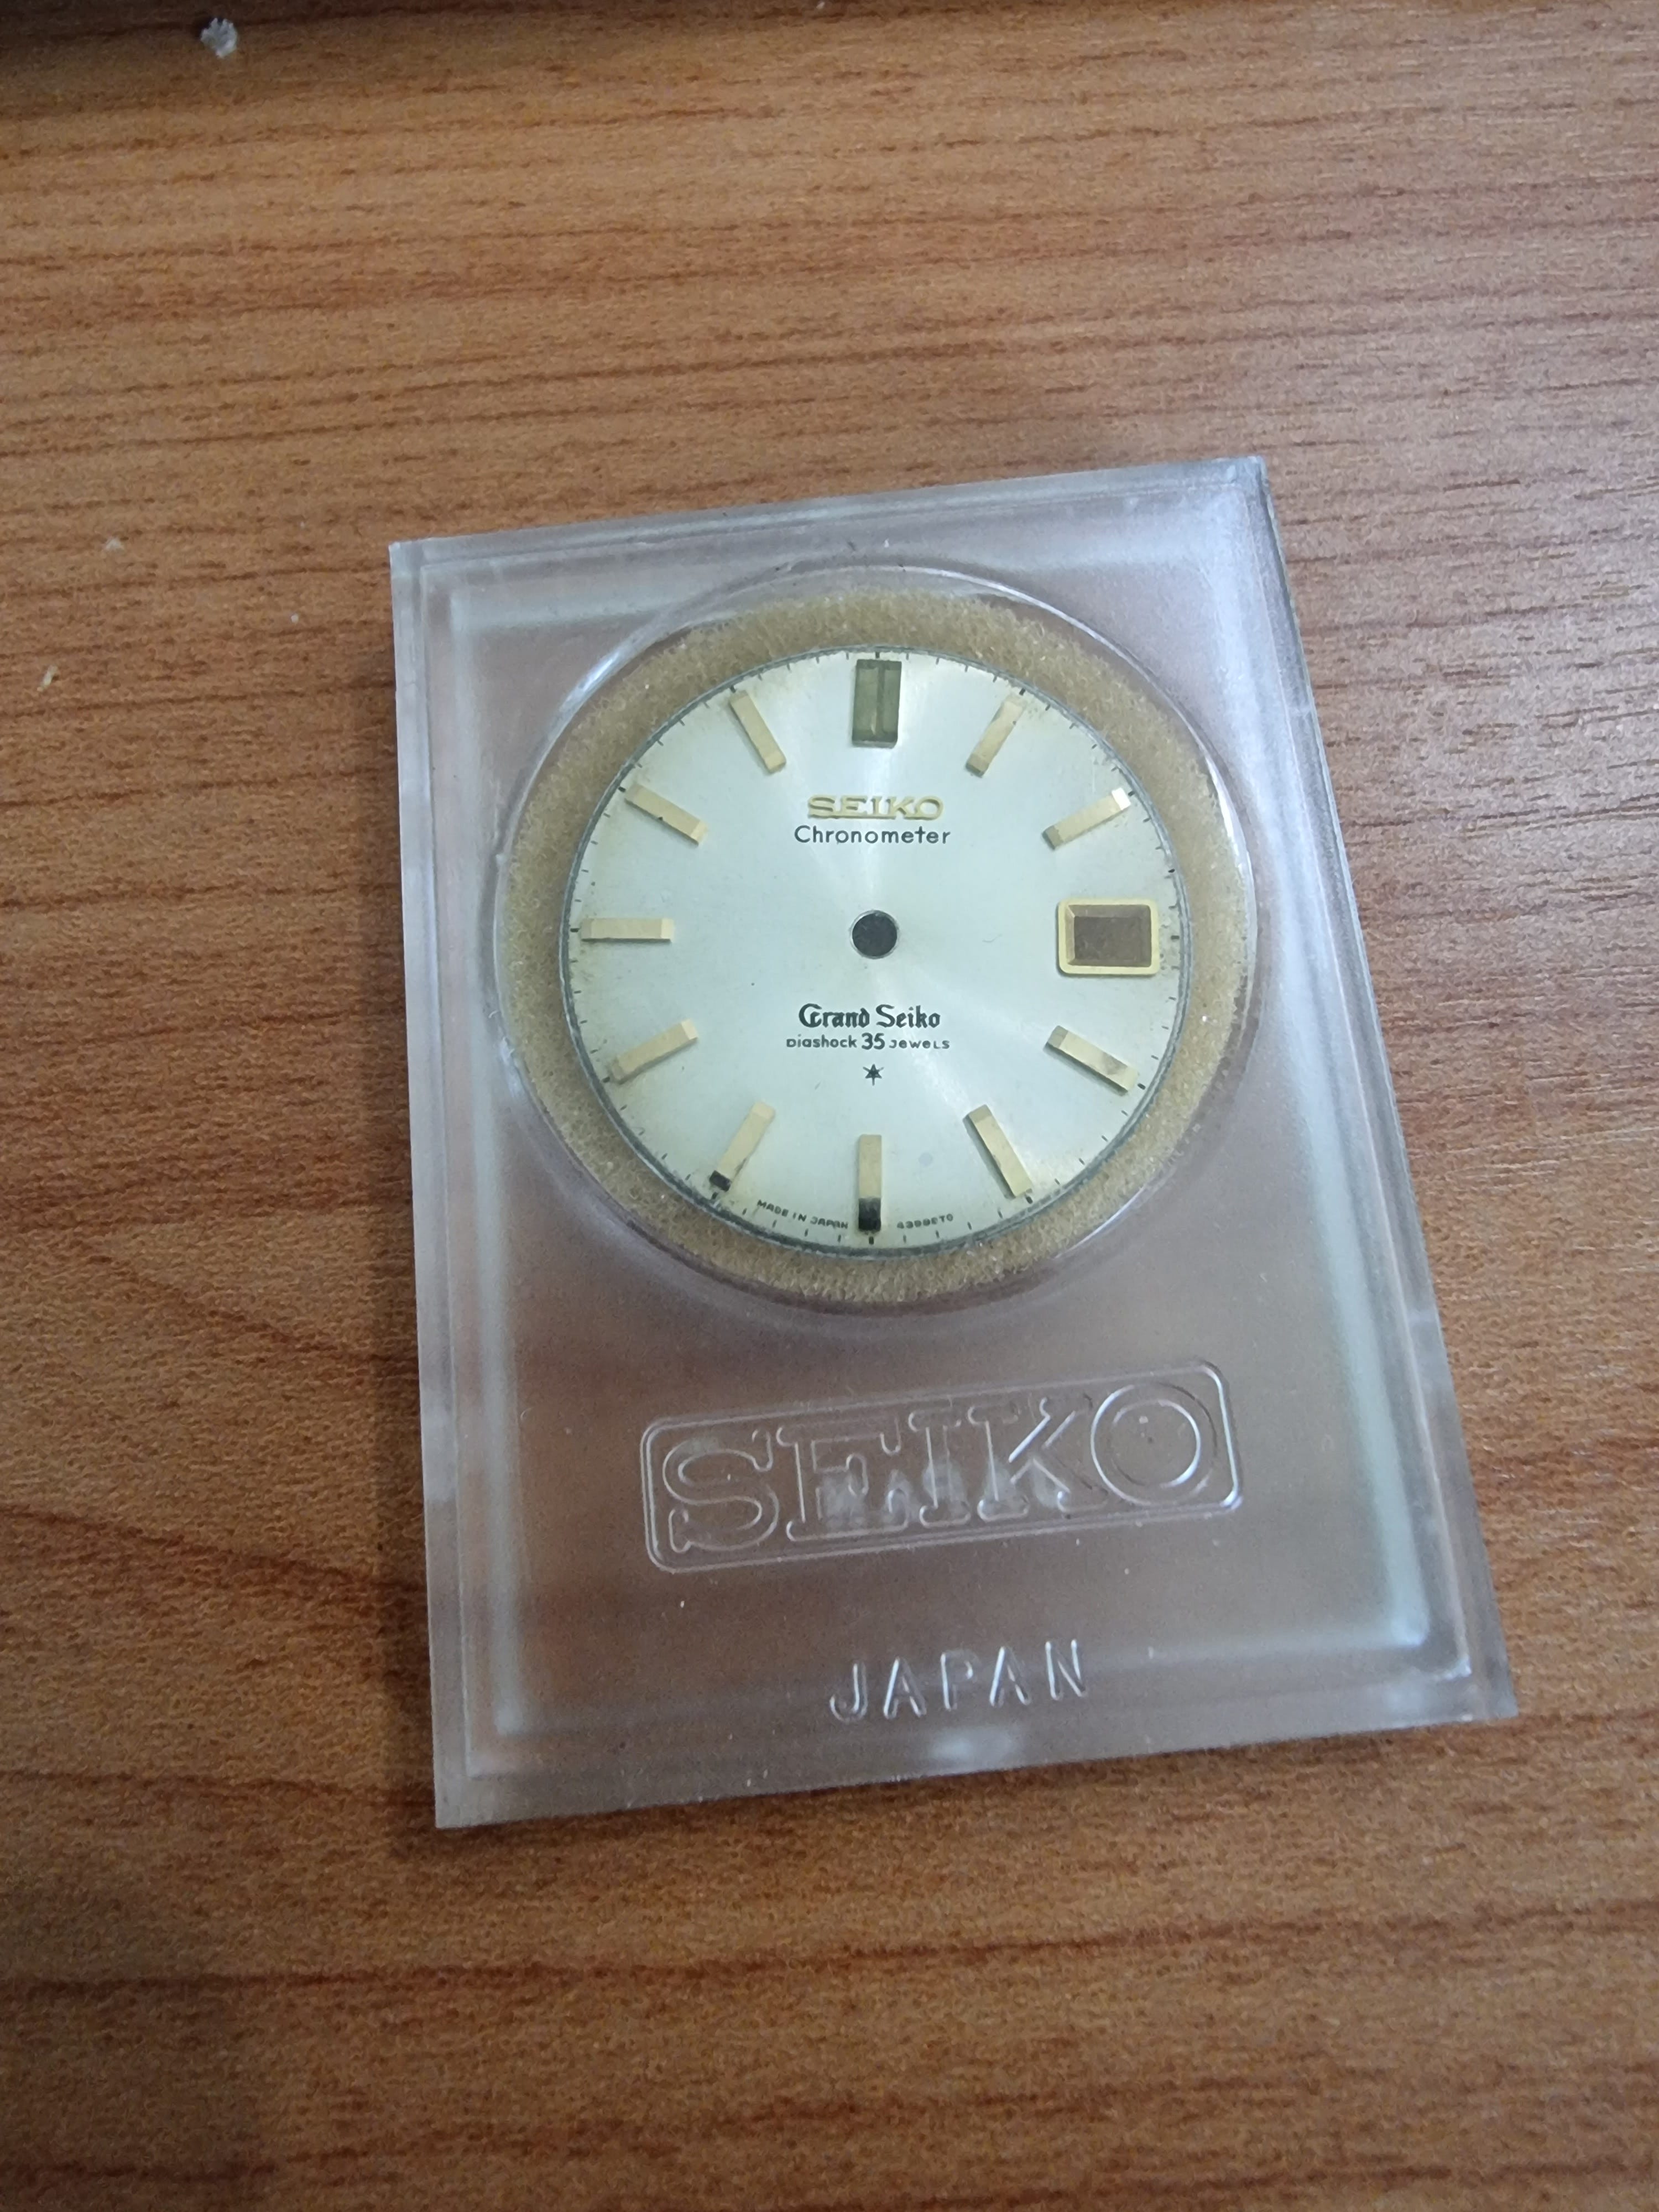 SEIKO
Chronometer
Grand Seiko
Diashock 35 Jewels
MADE IN JAPAN
SEIKO
JAPAN